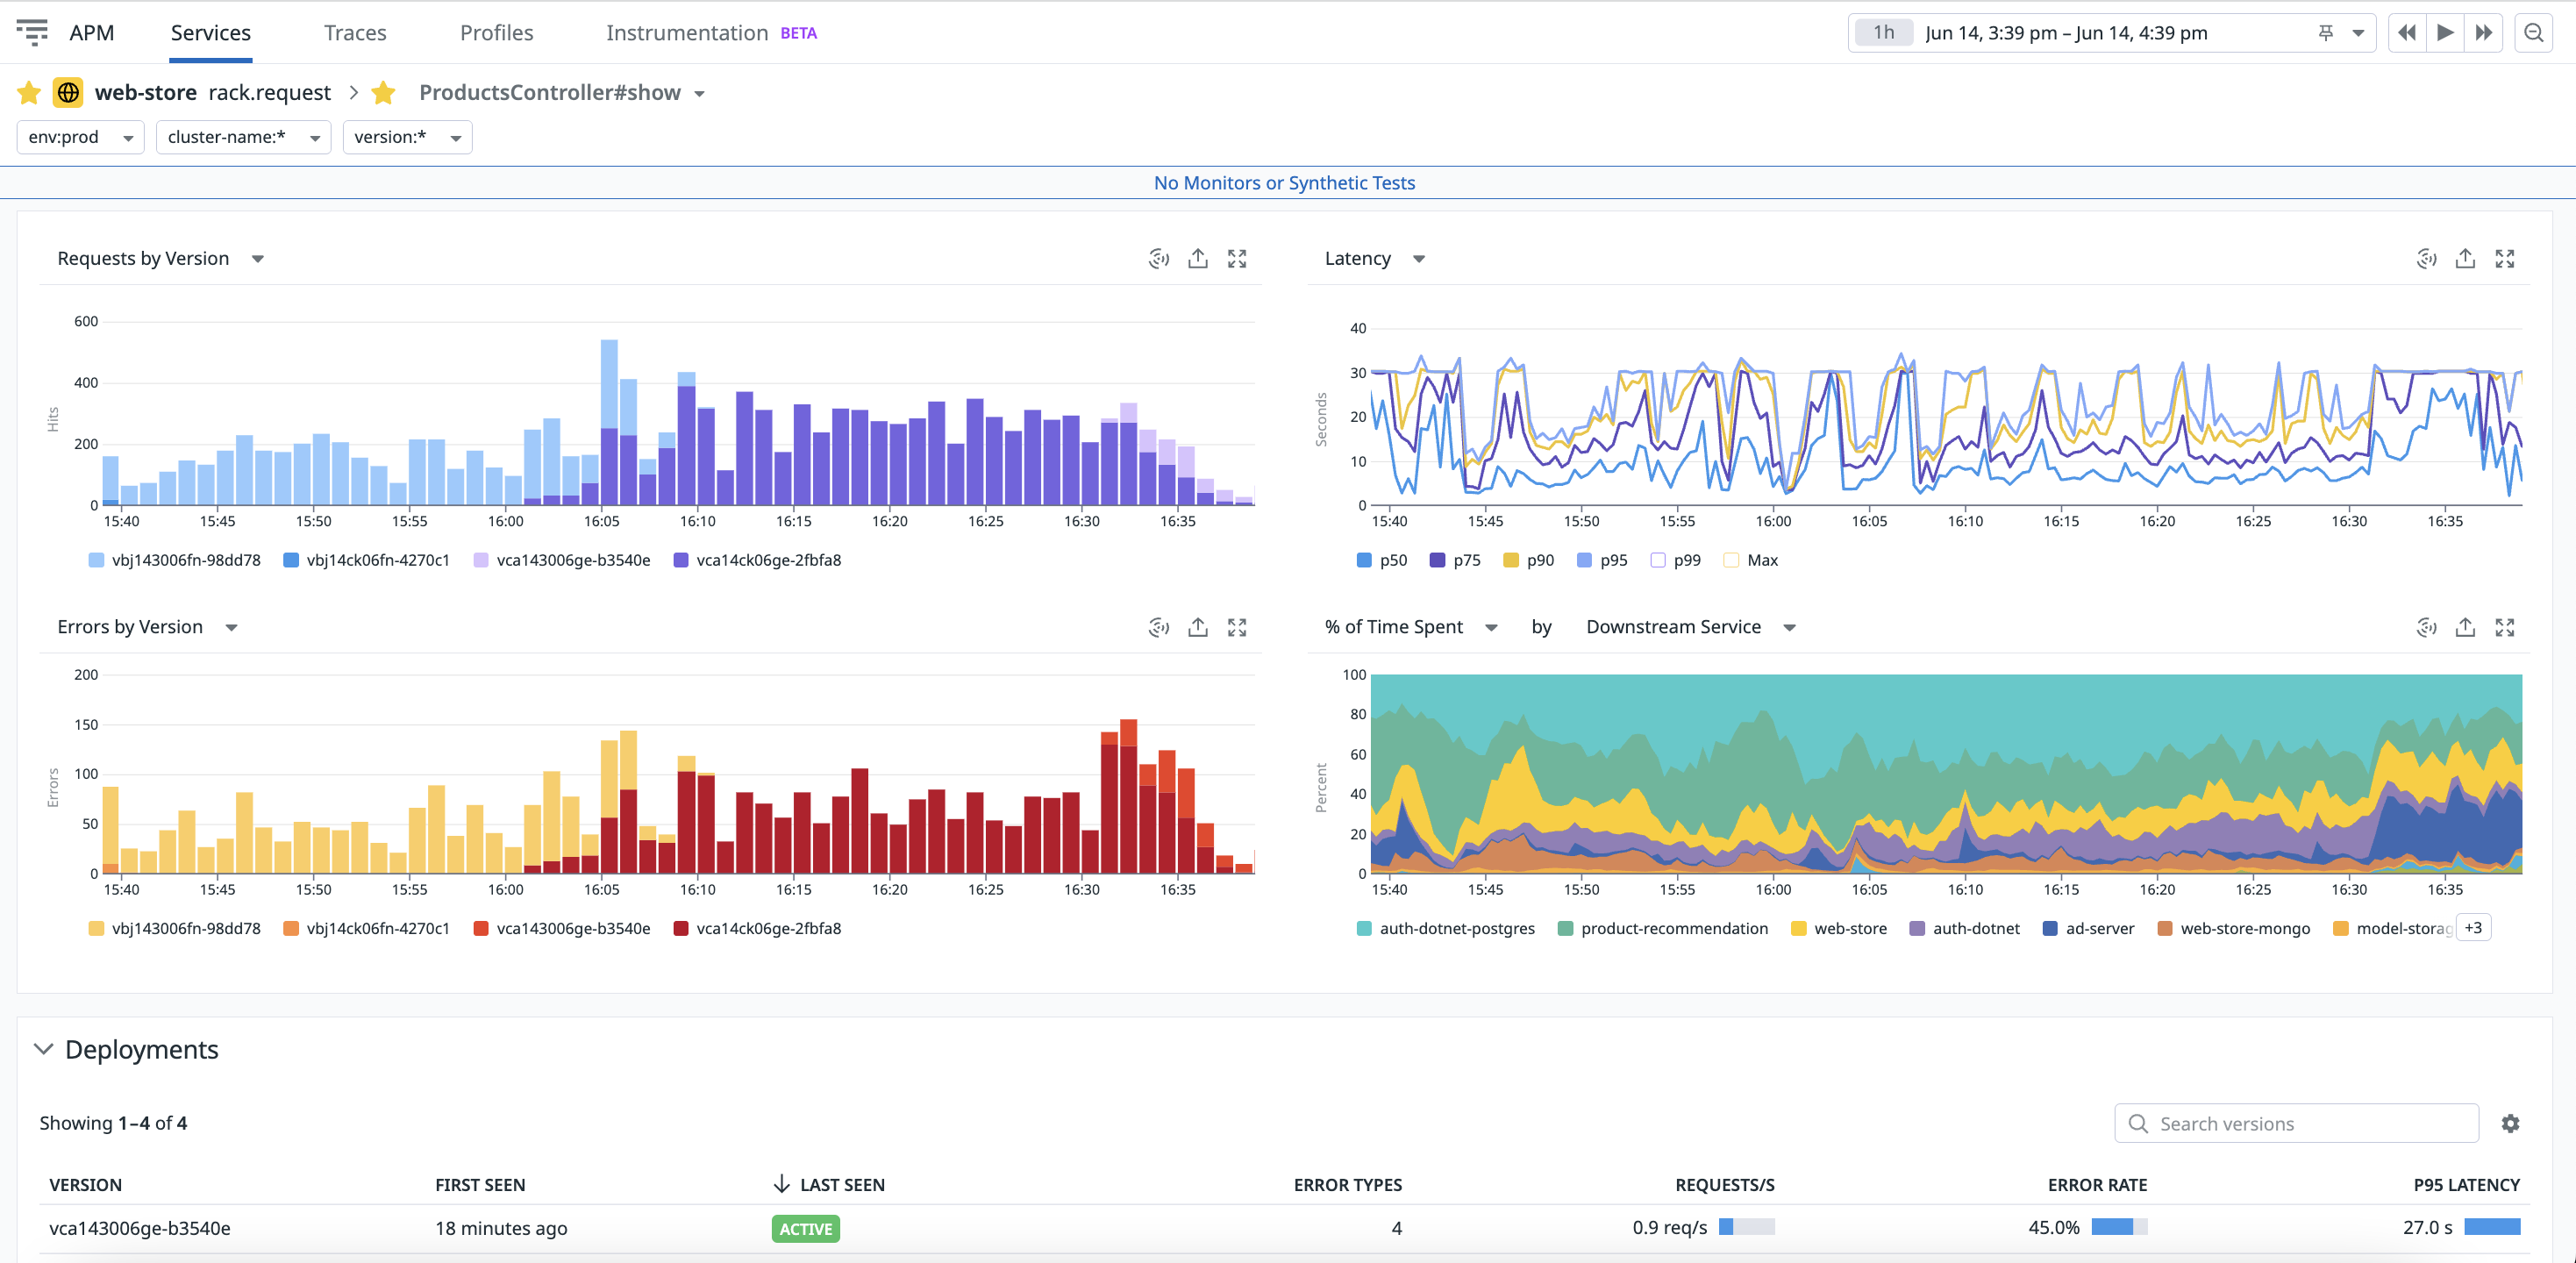 APM Services Traces Profiles Instrumentation BETA 1h Jun 14, 3:39 pm – Jun 14, 4:39 pm
web-store rack.request > ProductsController#show
env:prod cluster-name:* version:*
No Monitors or Synthetic Tests
Requests by Version
600
400
200
0
Hits
15:40 15:45 15:50 15:55 16:00 16:05 16:10 16:15 16:20 16:25 16:30 16:35
vbj143006fn-98dd78 vbj14ck06fn-4270c1 vca143006ge-b3540e vca14ck06ge-2fbfa8
Latency
40
30
20
10
0
Seconds
15:40 15:45 15:50 15:55 16:00 16:05 16:10 16:15 16:20 16:25 16:30 16:35
p50 p75 p90 p95 p99 Max
Errors by Version
200
150
100
50
0
Errors
15:40 15:45 15:50 15:55 16:00 16:05 16:10 16:15 16:20 16:25 16:30 16:35
vbj143006fn-98dd78 vbj14ck06fn-4270c1 vca143006ge-b3540e vca14ck06ge-2fbfa8
% of Time Spent by Downstream Service
100
80
60
40
20
0
Percent
15:40 15:45 15:50 15:55 16:00 16:05 16:10 16:15 16:20 16:25 16:30 16:35
auth-dotnet-postgres product-recommendation web-store auth-dotnet ad-server web-store-mongo model-storag +3
Deployments
Showing 1–4 of 4
Search versions
VERSION FIRST SEEN LAST SEEN ERROR TYPES REQUESTS/S ERROR RATE P95 LATENCY
vca143006ge-b3540e 18 minutes ago ACTIVE 4 0.9 req/s 45.0% 27.0 s